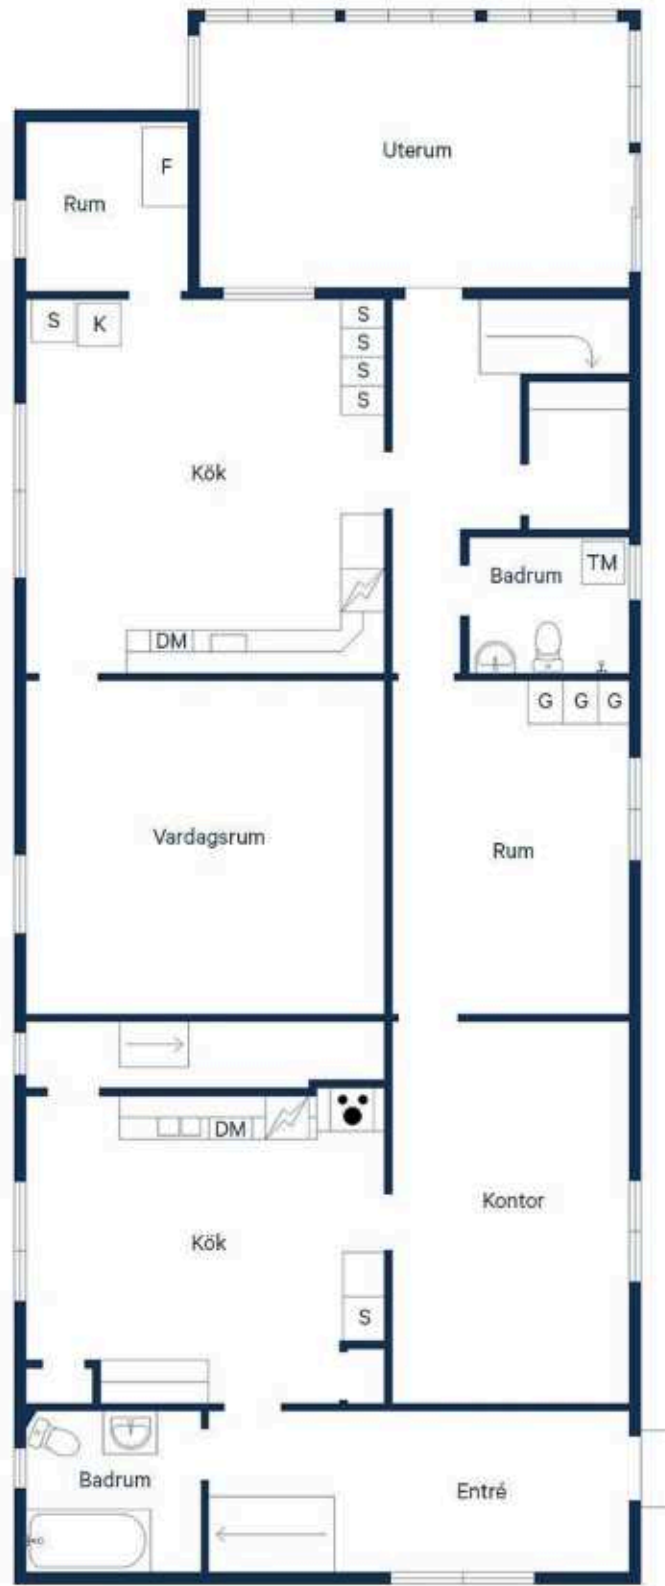 Uterum
F
Rum
S K
S
S
S
S
Kök
Badrum
TM
DM
G G G
Vardagsrum
Rum
DM
Kontor
Kök
S
Badrum
Entré